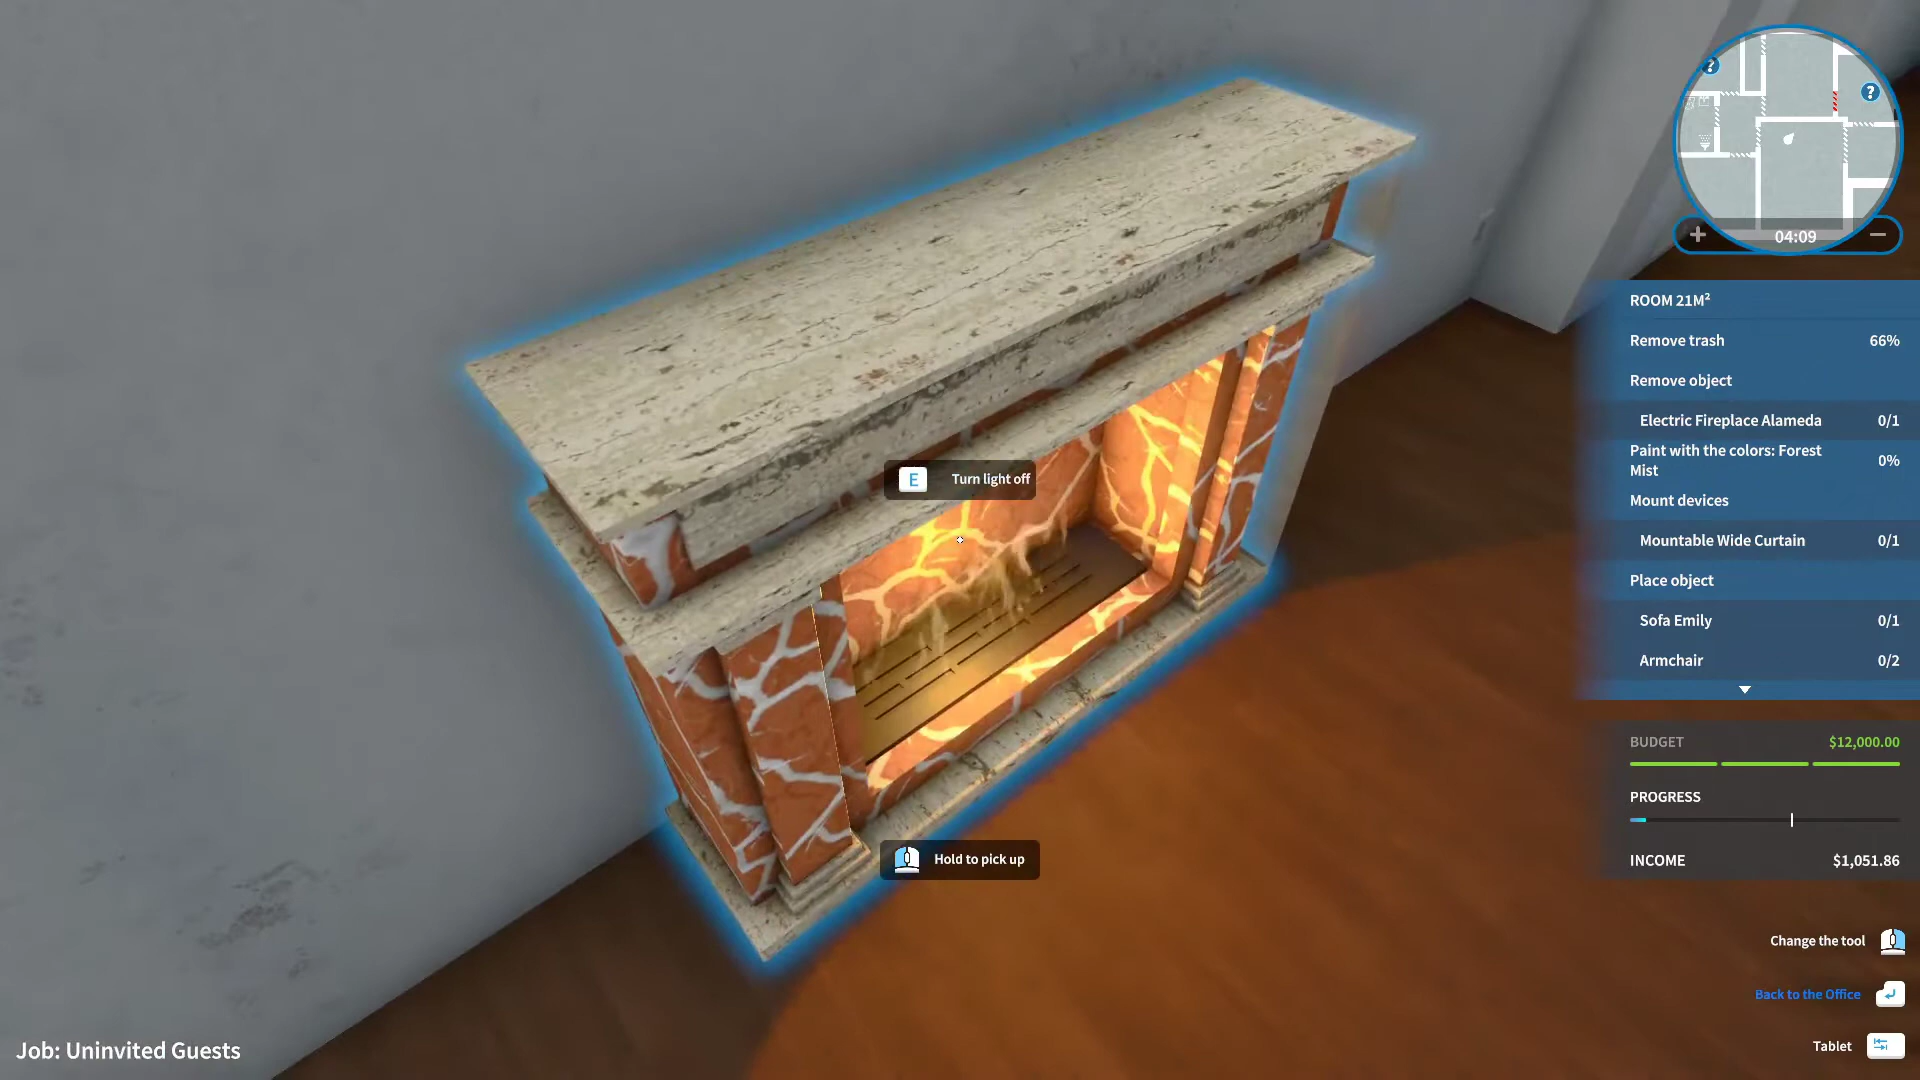 ?
?
+
04:09
−
ROOM 21M²
Remove trash 66%
Remove object
Electric Fireplace Alameda 0/1
Paint with the colors: Forest
Mist 0%
Mount devices
Mountable Wide Curtain 0/1
Place object
Sofa Emily 0/1
Armchair 0/2
E Turn light off
BUDGET $12,000.00
PROGRESS
Hold to pick up
INCOME $1,051.86
Change the tool
Back to the Office
Tablet
Job: Uninvited Guests